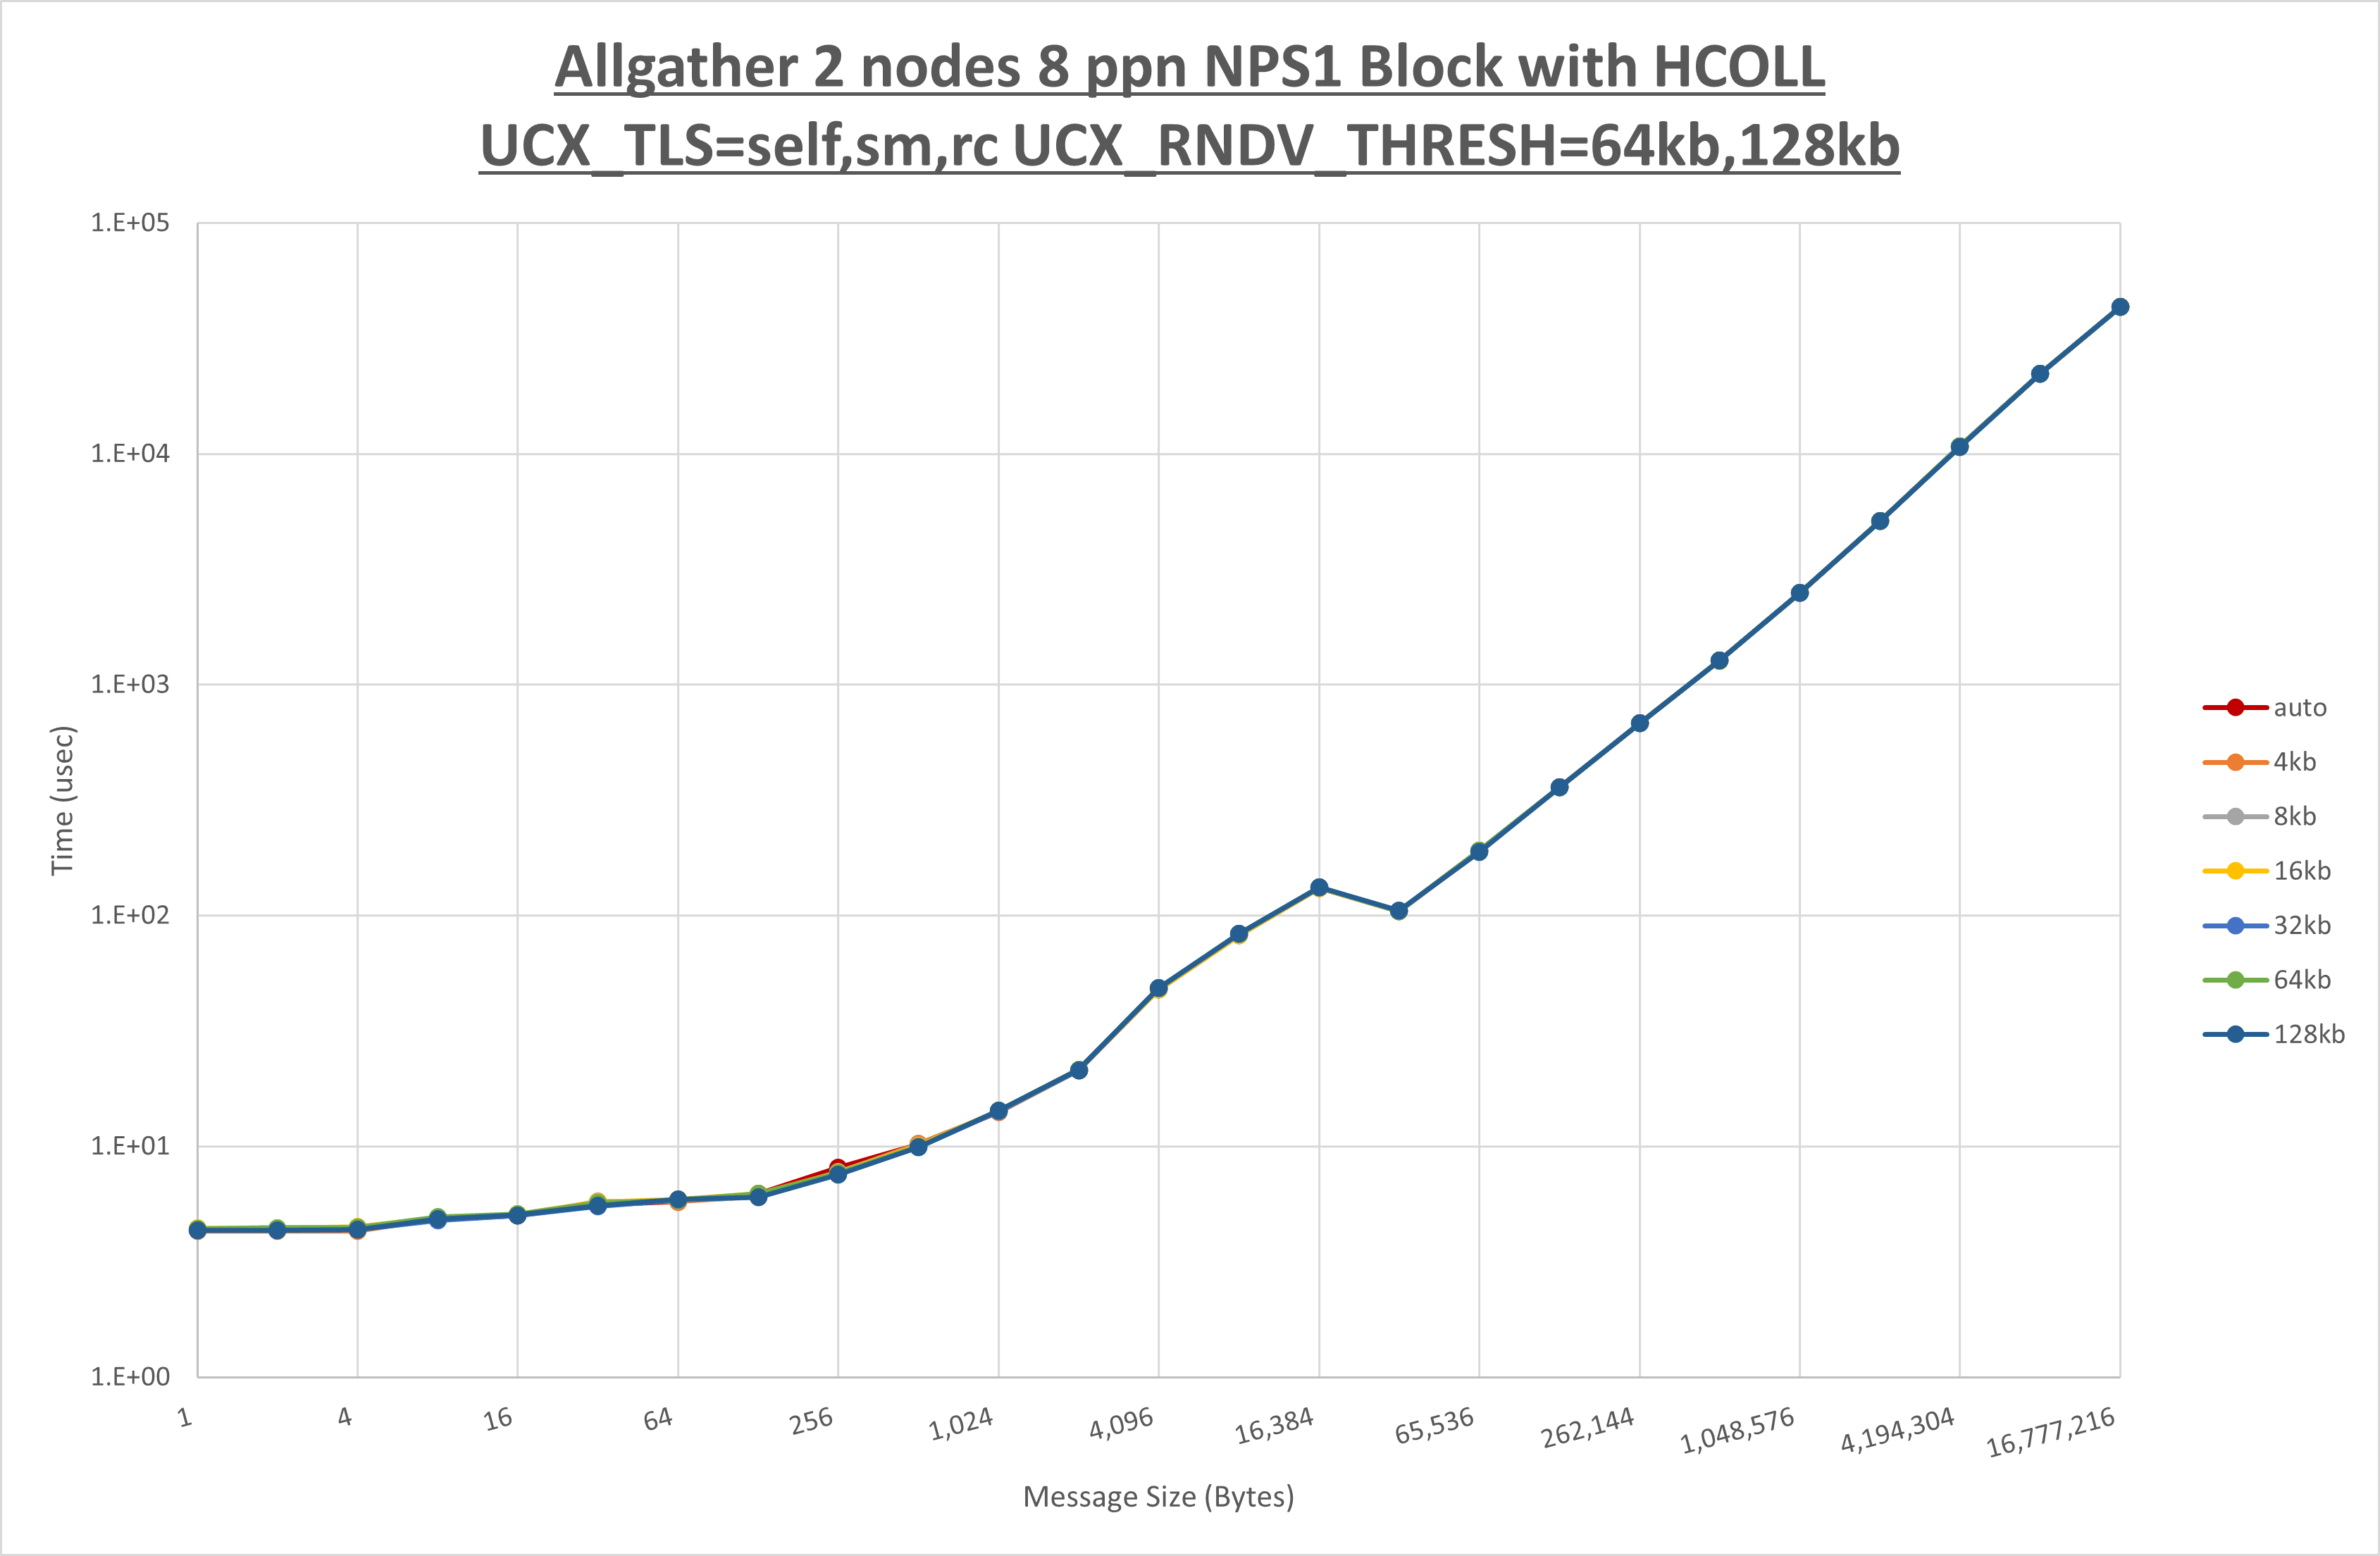 Allgather 2 nodes 8 ppn NPS1 Block with HCOLL
UCX_TLS=self,sm,rc UCX_RNDV_THRESH=64kb,128kb
1.E+05
1.E+04
1.E+03
1.E+02
1.E+01
1.E+00
Time (usec)
1
4
16
64
256
1,024
4,096
16,384
65,536
262,144
1,048,576
4,194,304
16,777,216
Message Size (Bytes)
auto
4kb
8kb
16kb
32kb
64kb
128kb